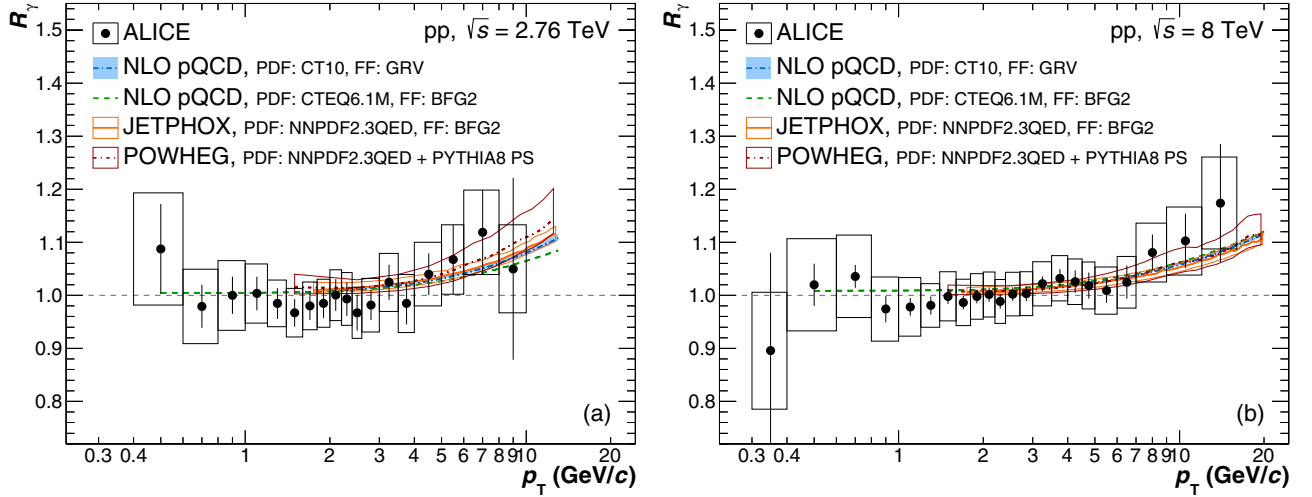 R_γ
1.5
1.4
1.3
1.2
1.1
1.0
0.9
0.8
ALICE
pp, √s = 2.76 TeV
NLO pQCD, PDF: CT10, FF: GRV
NLO pQCD, PDF: CTEQ6.1M, FF: BFG2
JETPHOX, PDF: NNPDF2.3QED, FF: BFG2
POWHEG, PDF: NNPDF2.3QED + PYTHIA8 PS
(a)
0.3 0.4 1 2 3 4 5 6 7 8 9 10 20
p_T (GeV/c)
R_γ
1.5
1.4
1.3
1.2
1.1
1.0
0.9
0.8
ALICE
pp, √s = 8 TeV
NLO pQCD, PDF: CT10, FF: GRV
NLO pQCD, PDF: CTEQ6.1M, FF: BFG2
JETPHOX, PDF: NNPDF2.3QED, FF: BFG2
POWHEG, PDF: NNPDF2.3QED + PYTHIA8 PS
(b)
0.3 0.4 1 2 3 4 5 6 7 8 9 10 20
p_T (GeV/c)